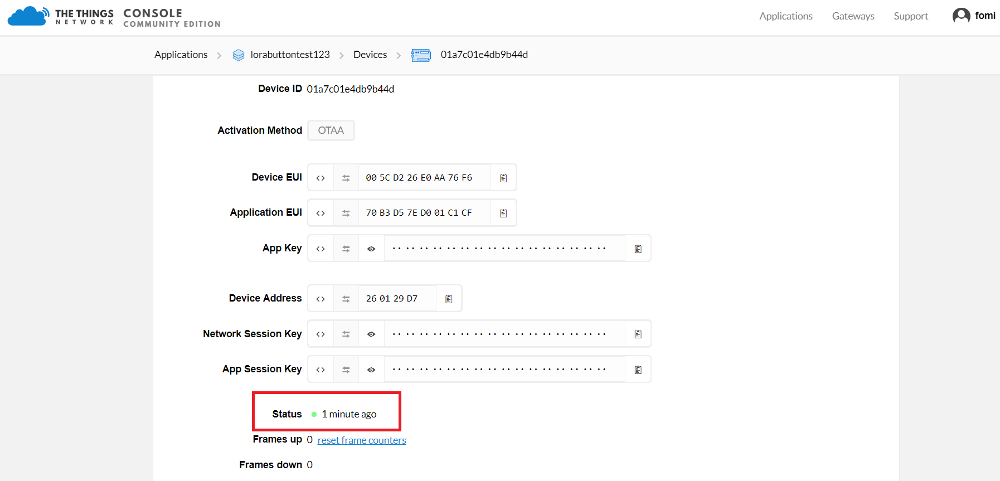 THE THINGS NETWORK CONSOLE COMMUNITY EDITION
Applications Gateways Support fomi
Applications > lorabuttontest123 > Devices > 01a7c01e4db9b44d
Device ID 01a7c01e4db9b44d
Activation Method OTAA
Device EUI <> 00 5C D2 26 E0 AA 76 F6
Application EUI <> 70 B3 D5 7E D0 01 C1 CF
App Key <>
Device Address <> 26 01 29 D7
Network Session Key <>
App Session Key <>
Status 1 minute ago
Frames up 0 reset frame counters
Frames down 0